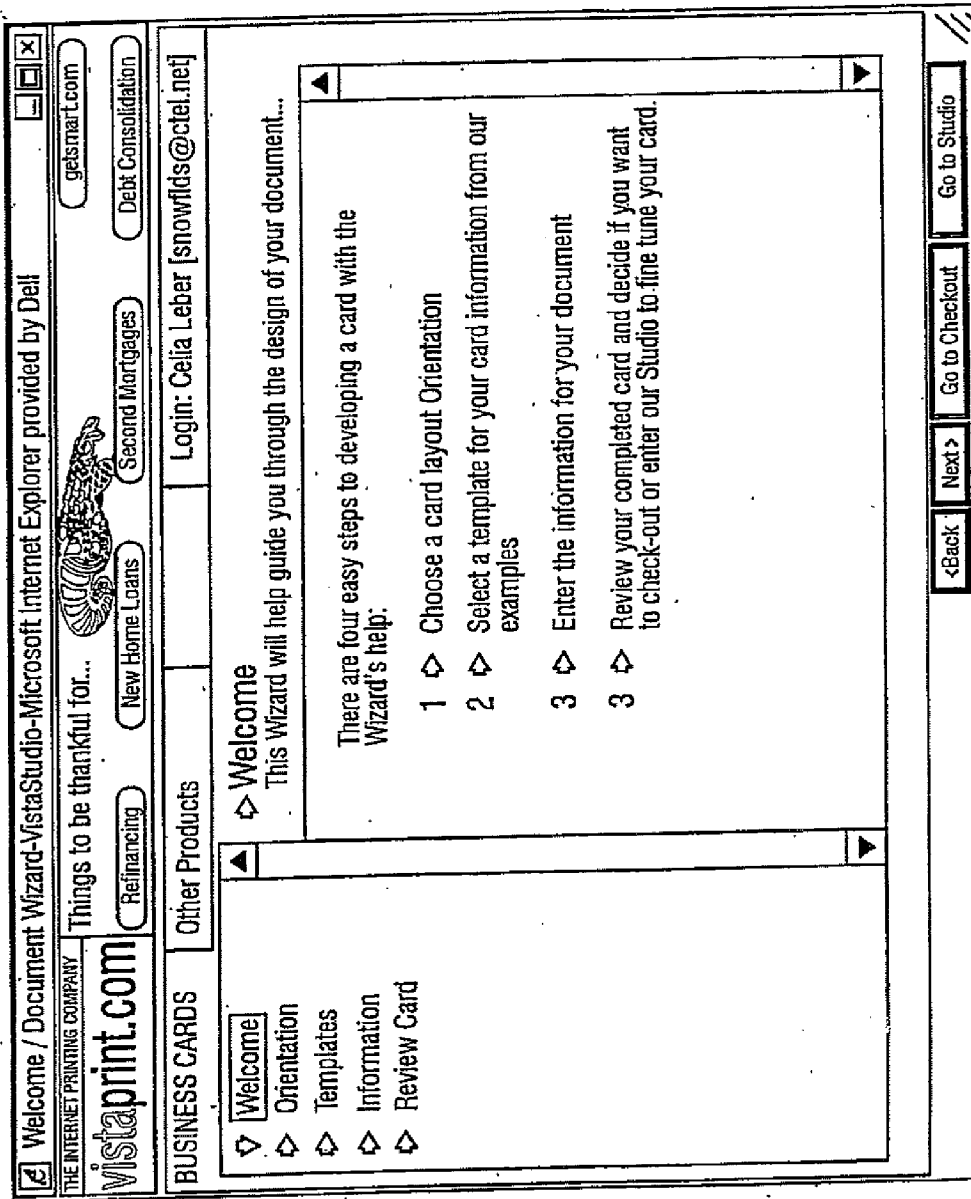 Welcome / Document Wizard-VistaStudio-Microsoft Internet Explorer provided by Dell
THE INTERNET PRINTING COMPANY
vistaprint.com
Things to be thankful for...
getsmart.com
Refinancing
New Home Loans
Second Mortgages
Debt Consolidation
BUSINESS CARDS
Other Products
Login: Celia Leber [snowflds@ctel.net]
Welcome
Orientation
Templates
Information
Review Card
Welcome
This Wizard will help guide you through the design of your document...
There are four easy steps to developing a card with the
Wizard's help:
1 Choose a card layout Orientation
2 Select a template for your card information from our
examples
3 Enter the information for your document
3 Review your completed card and decide if you want
to check-out or enter our Studio to fine tune your card.
<Back
Next>
Go to Checkout
Go to Studio